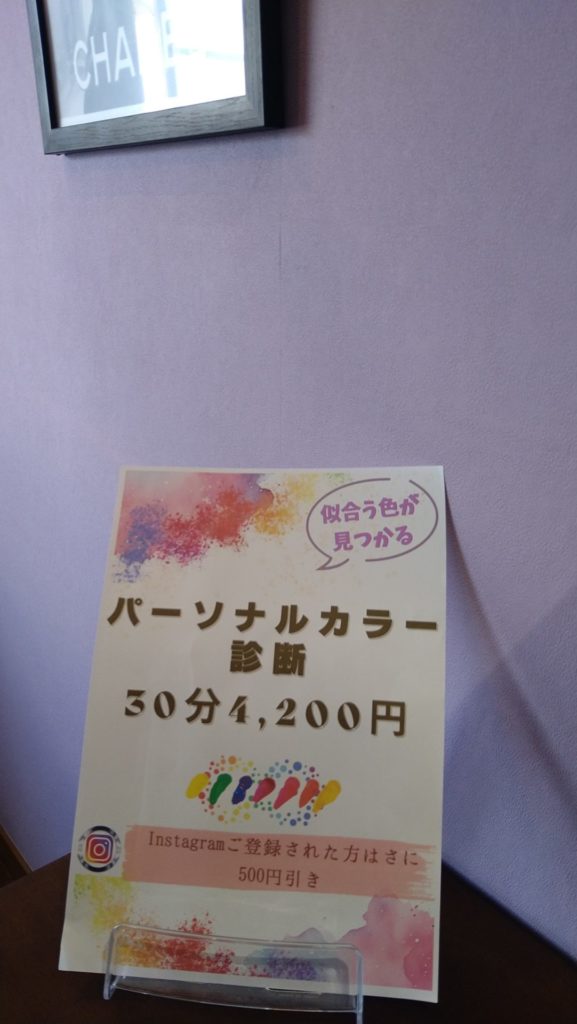 似合う色が
見つかる
パーソナルカラー
診断
30分4,200円
Instagramご登録された方はさに
500円引き